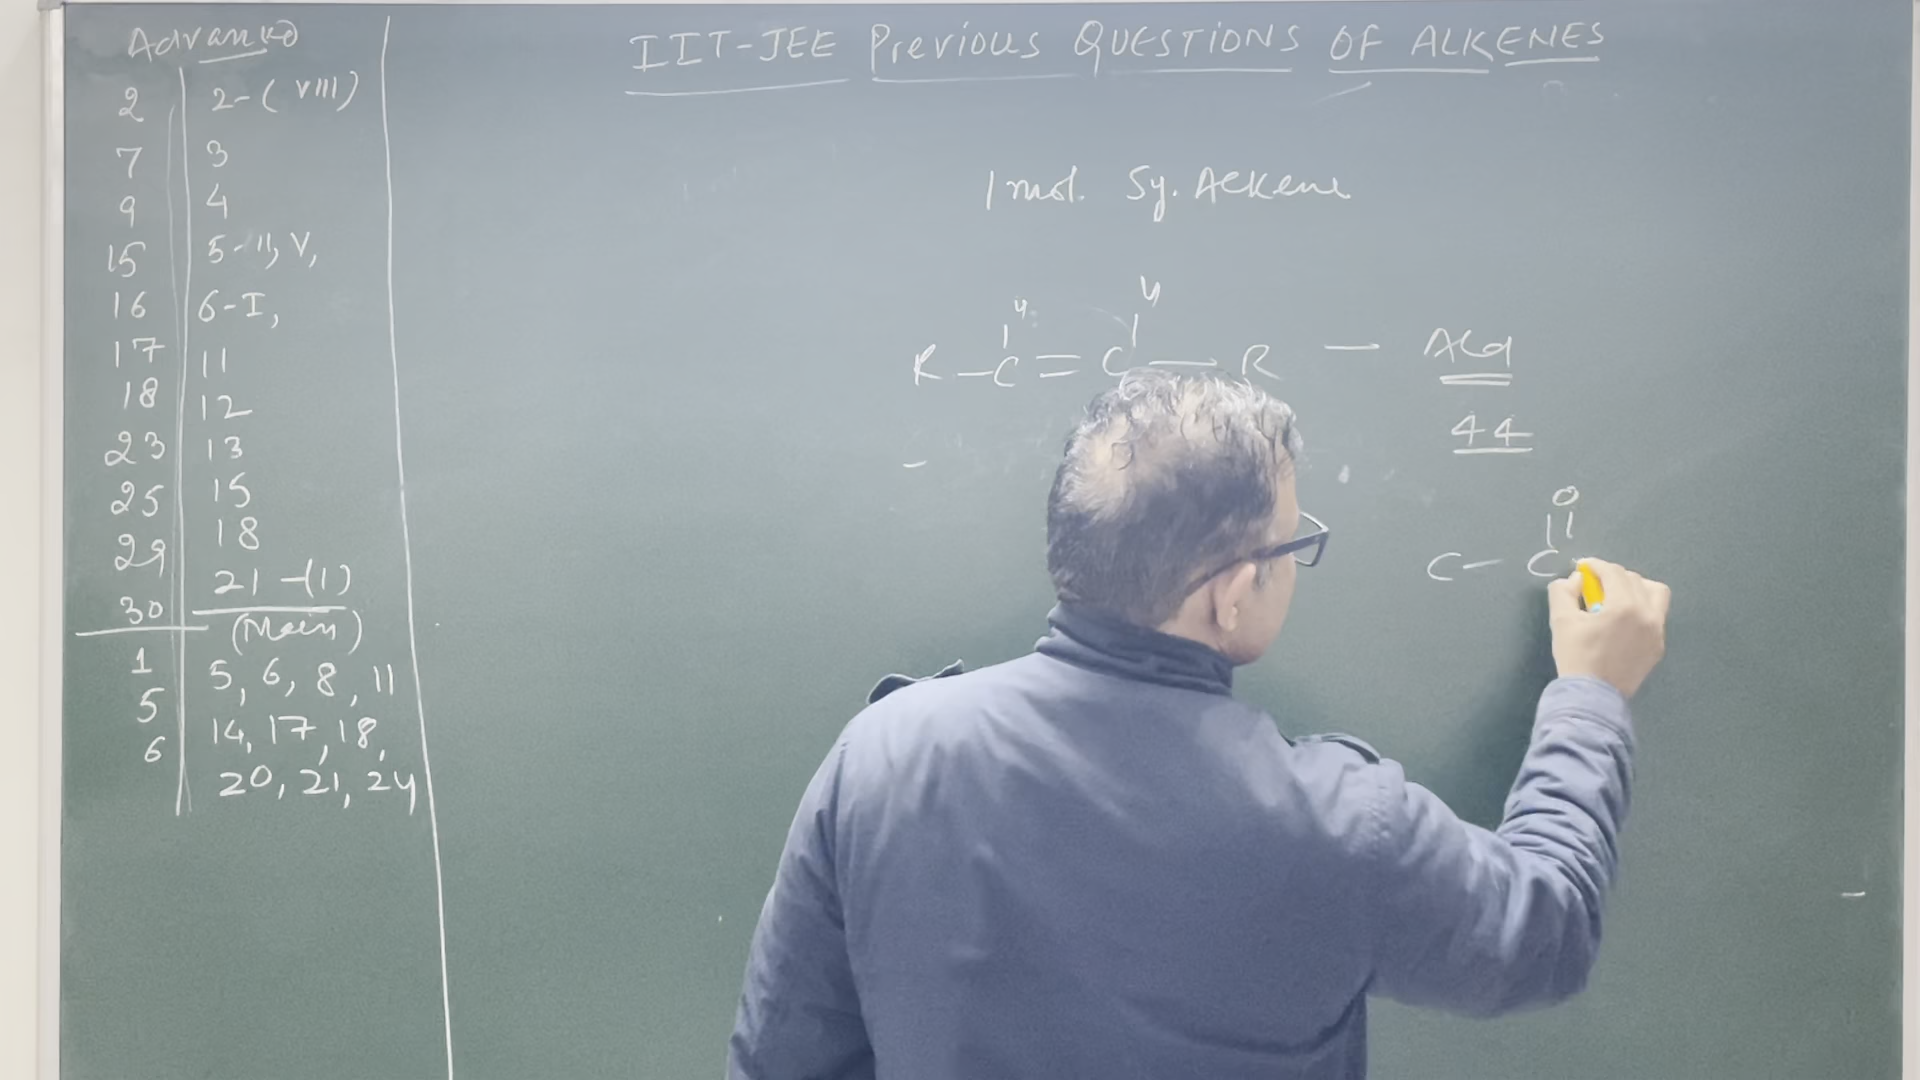 IIT-JEE Previous QUESTIONS OF ALKENES
Advanced
2 2-(VIII)
7 3
9 4
15 5-II, V,
16 6-I,
17 11
18 12
23 13
25 15
29 18
30 21-(1)
(Main)
1 5, 6, 8, 11
5 14, 17, 18,
6 20, 21, 24
1 mol. Sy. Alkene
H H
R-C=C-R - Ald
44
O
C-C